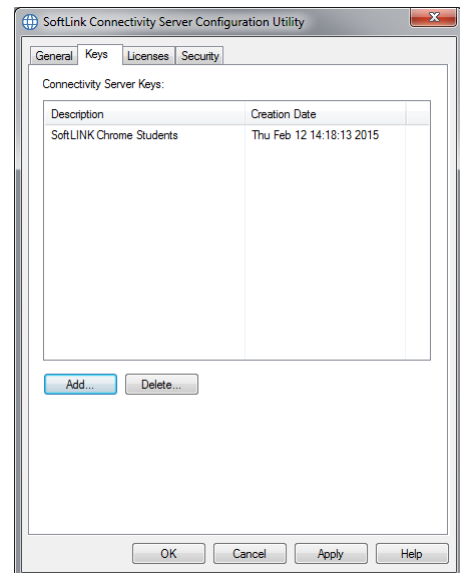 SoftLink Connectivity Server Configuration Utility
General Keys Licenses Security
Connectivity Server Keys:
Description Creation Date
SoftLINK Chrome Students Thu Feb 12 14:18:13 2015
Add... Delete...
OK Cancel Apply Help